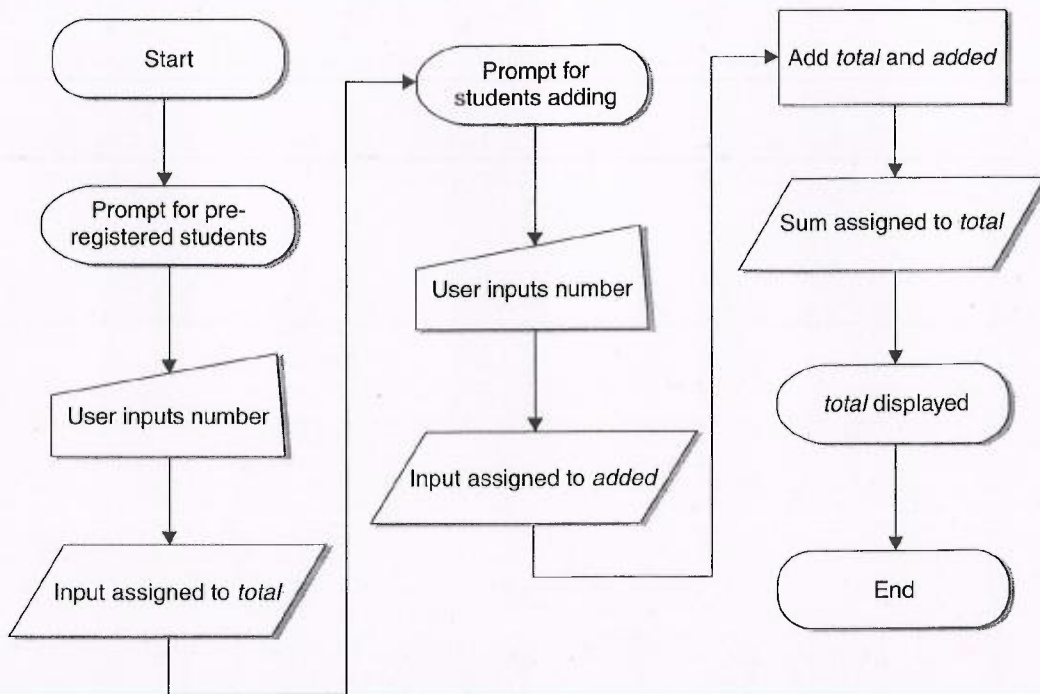 Start
Prompt for pre-
registered students
User inputs number
Input assigned to total
Prompt for
students adding
User inputs number
Input assigned to added
Add total and added
Sum assigned to total
total displayed
End